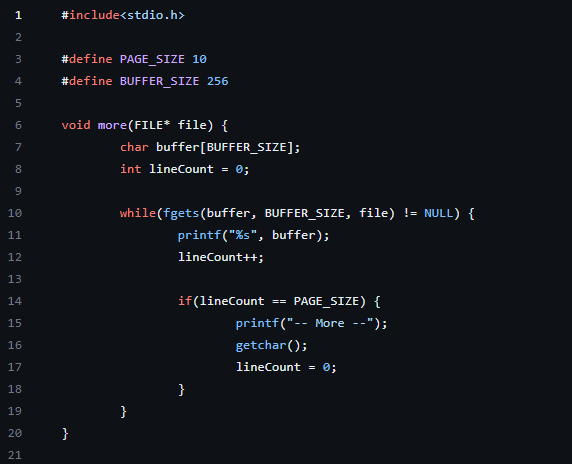 1 #include<stdio.h>
2
3 #define PAGE_SIZE 10
4 #define BUFFER_SIZE 256
5
6 void more(FILE* file) {
7 char buffer[BUFFER_SIZE];
8 int lineCount = 0;
9
10 while(fgets(buffer, BUFFER_SIZE, file) != NULL) {
11 printf("%s", buffer);
12 lineCount++;
13
14 if(lineCount == PAGE_SIZE) {
15 printf("-- More --");
16 getchar();
17 lineCount = 0;
18 }
19 }
20 }
21